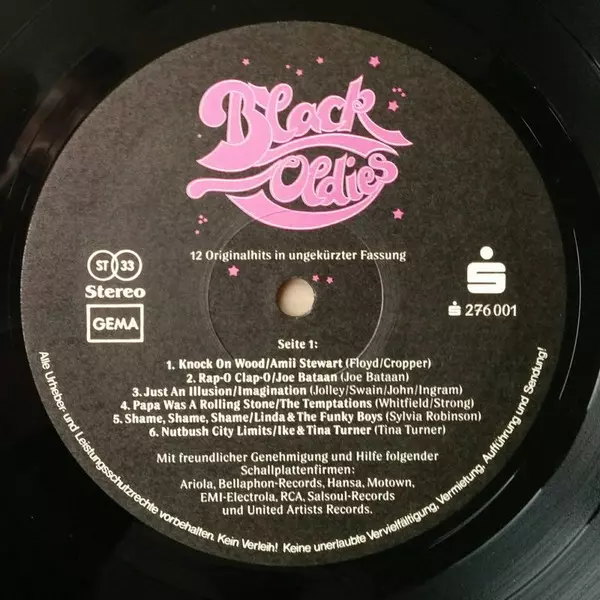 Black
Oldies
12 Originalhits in ungekürzter Fassung
ST 33
Stereo
GEMA
276 001
Seite 1:
1. Knock On Wood/Amii Stewart (Floyd/Cropper)
2. Rap-O Clap-O/Joe Bataan (Joe Bataan)
3. Just An Illusion/Imagination (Jolley/Swain/John/Ingram)
4. Papa Was A Rolling Stone/The Temptations (Whitfield/Strong)
5. Shame, Shame, Shame/Linda & The Funky Boys (Sylvia Robinson)
6. Nutbush City Limits/Ike & Tina Turner (Tina Turner)
Mit freundlicher Genehmigung und Hilfe folgender
Schallplattenfirmen:
Ariola, Bellaphon-Records, Hansa, Motown,
EMI-Electrola, RCA, Salsoul-Records
und United Artists Records.
Alle Urheber- und Leistungsschutzrechte vorbehalten. Kein Verleih! Keine unerlaubte Vervielfältigung, Vermietung, Aufführung und Sendung!